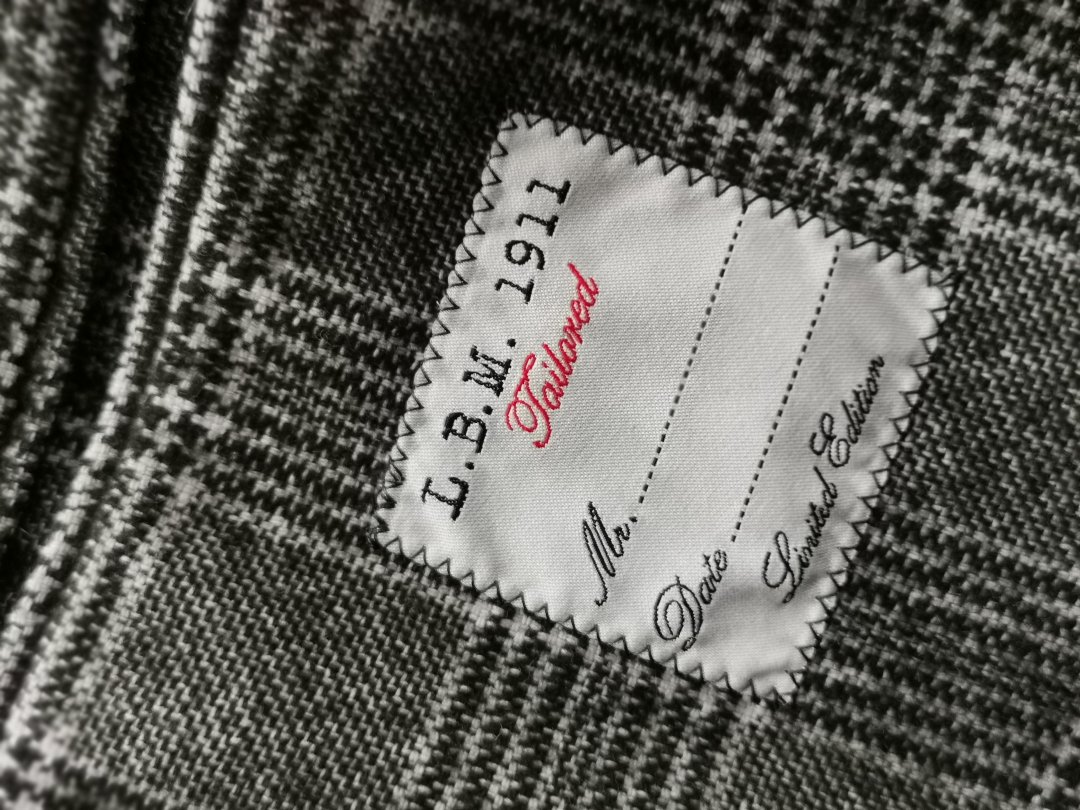 L.B.M. 1911
Tailored
Mr.
Date
Limited Edition